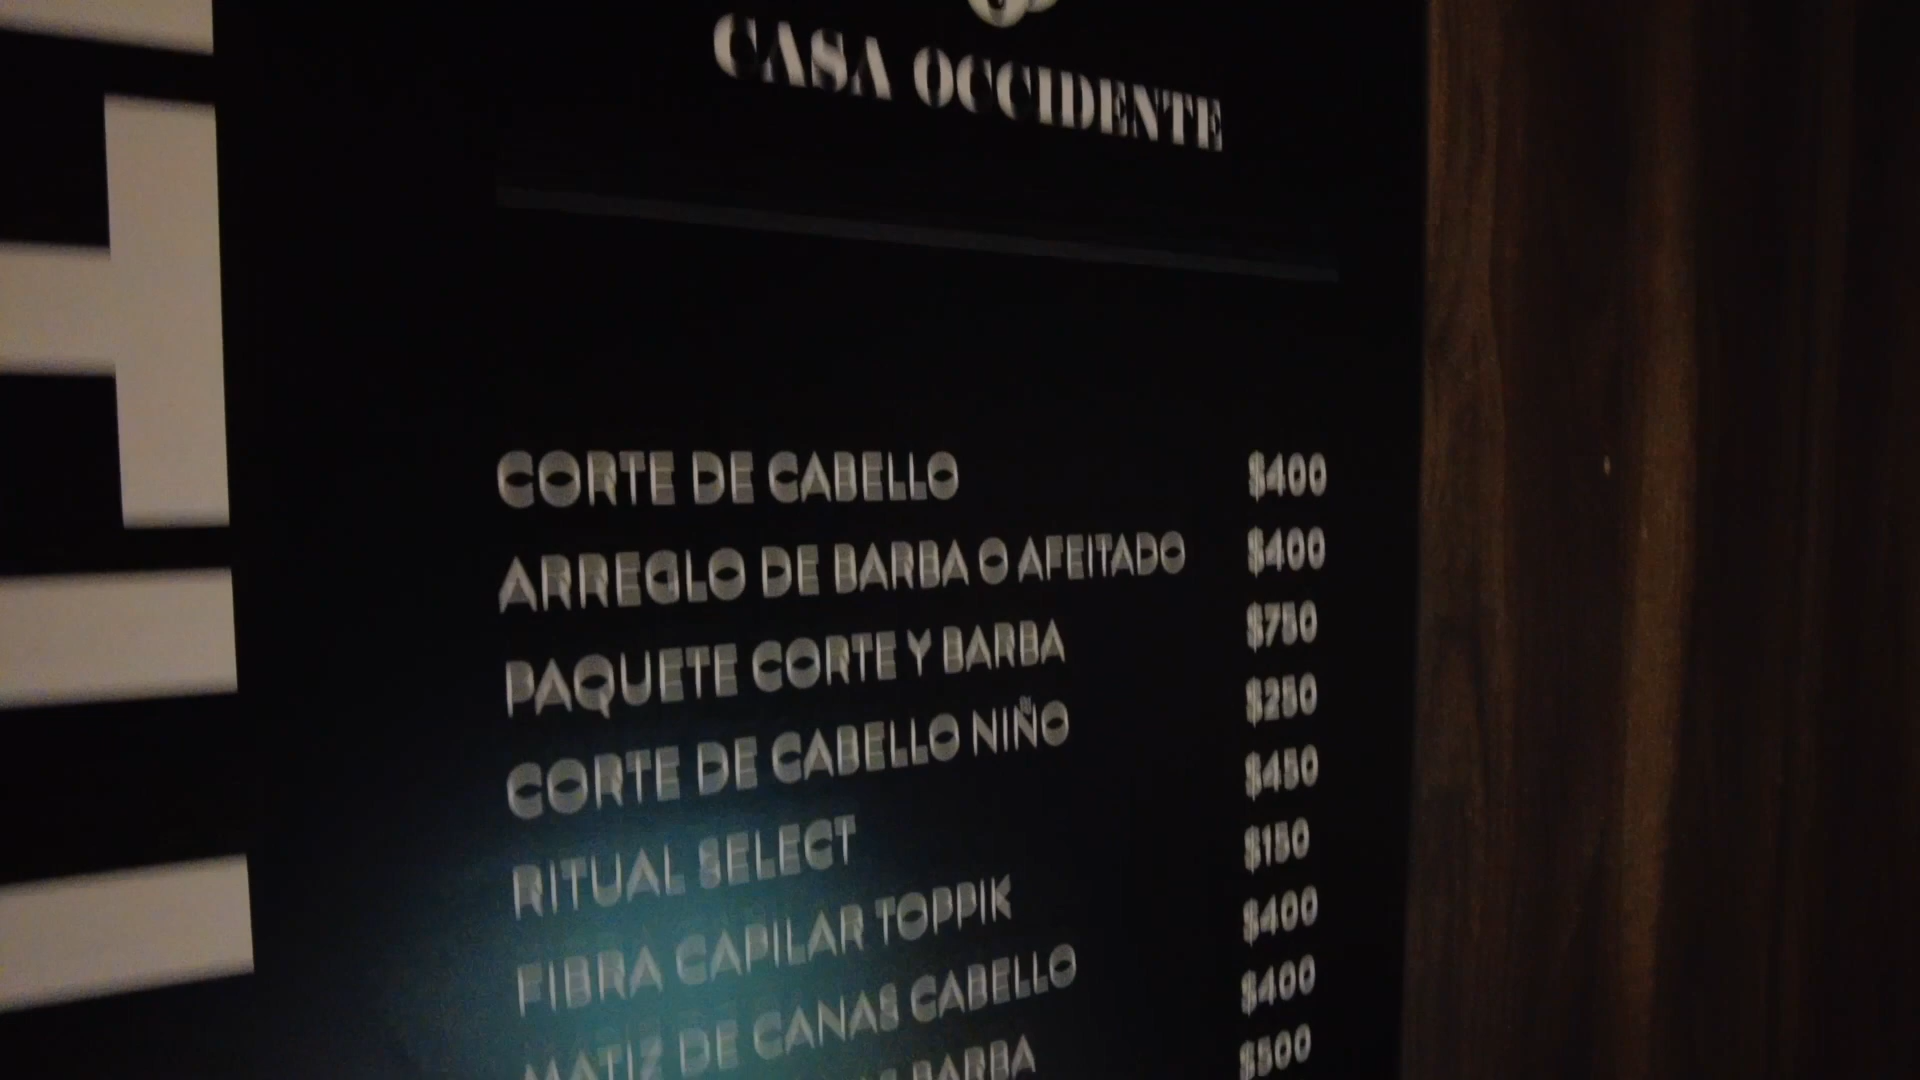 CASA OCCIDENTE
CORTE DE CABELLO $400
ARREGLO DE BARBA O AFEITADO $400
PAQUETE CORTE Y BARBA $750
CORTE DE CABELLO NIÑO $250
RITUAL SELECT $450
FIBRA CAPILAR TOPPIK $150
MATIZ DE CANAS CABELLO $400
BARBA $400
$500